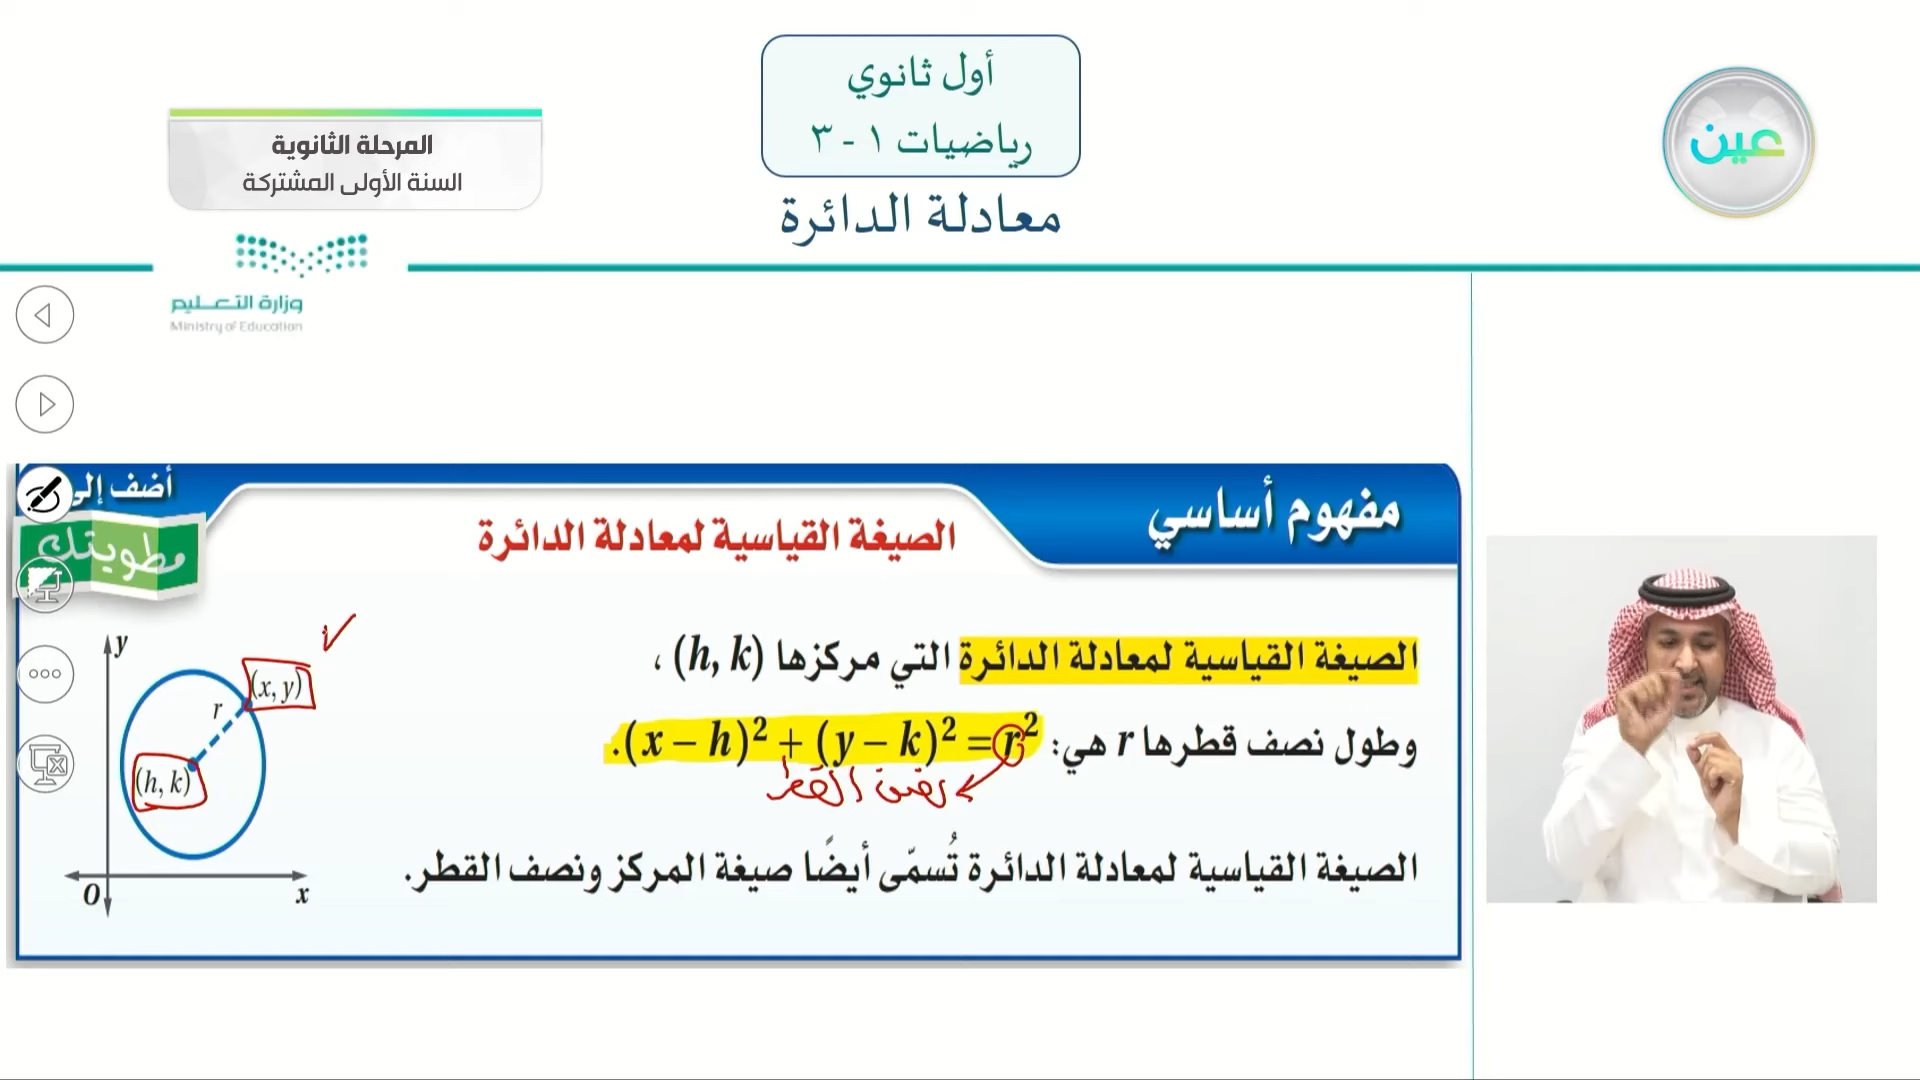 أول ثانوي
رياضيات ١ - ٣
معادلة الدائرة
عين
المرحلة الثانوية
السنة الأولى المشتركة
وزارة التعليم
Ministry of Education
مفهوم أساسي
الصيغة القياسية لمعادلة الدائرة
أضف إلى
مطويتك
الصيغة القياسية لمعادلة الدائرة التي مركزها (h, k) ،
وطول نصف قطرها r هي: (x − h)² + (y − k)² = r².
نصف القطر
الصيغة القياسية لمعادلة الدائرة تُسمّى أيضًا صيغة المركز ونصف القطر.
y
(x, y)
r
(h, k)
O
x